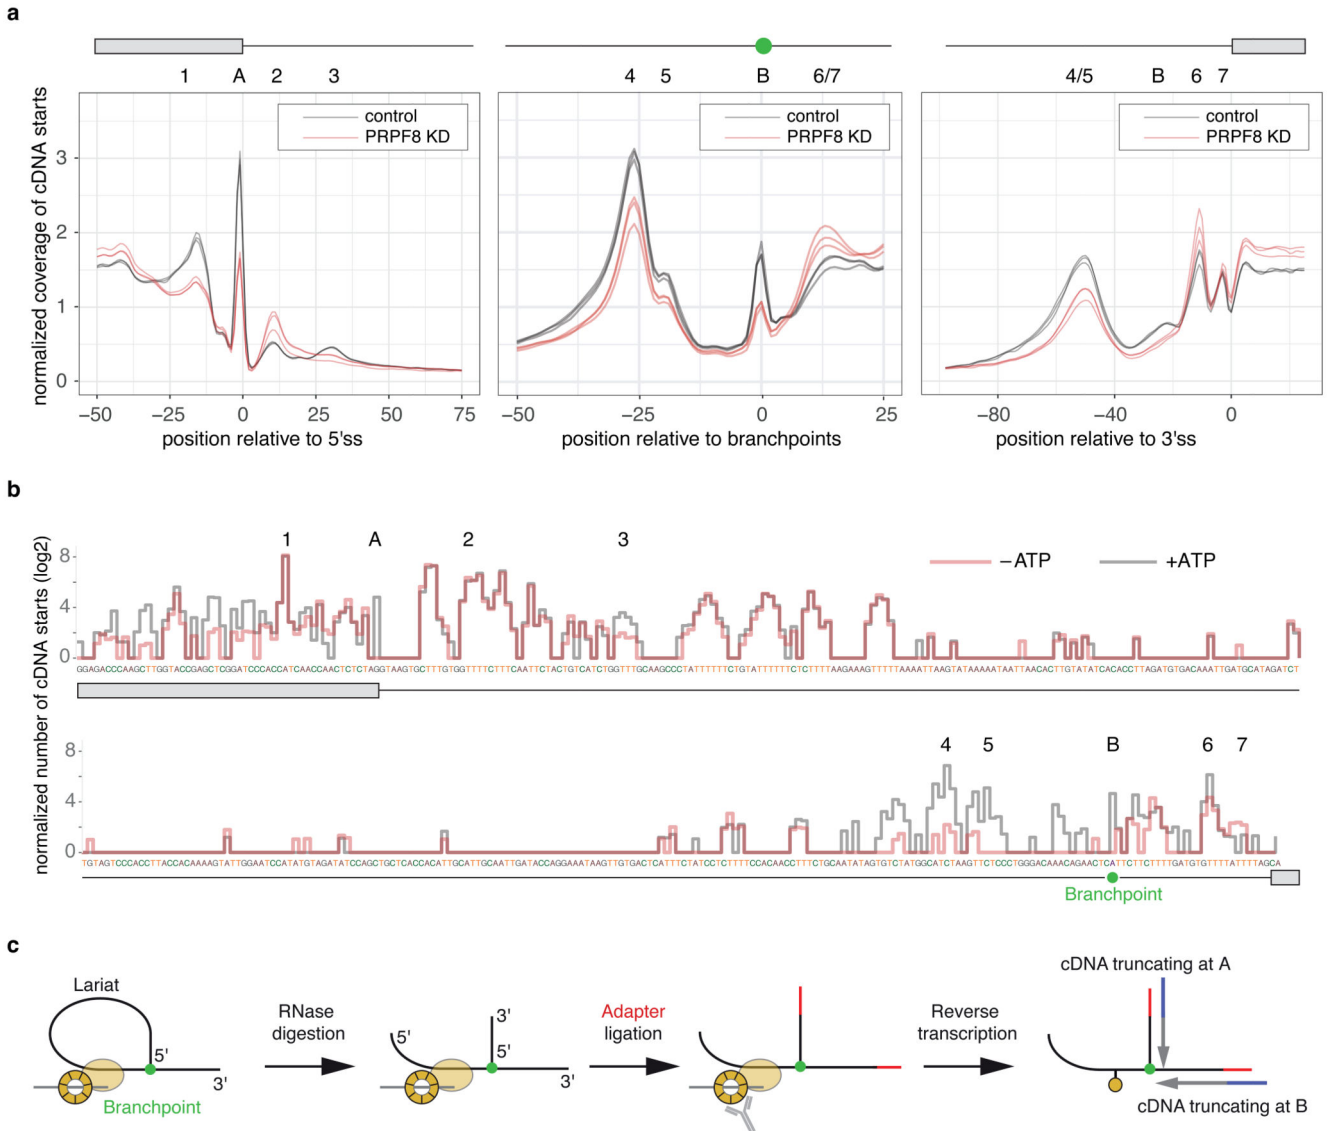 a
1 A 2 3
4 5 B 6/7
4/5 B 6 7
normalized coverage of cDNA starts
control
PRPF8 KD
control
PRPF8 KD
control
PRPF8 KD
3
2
1
0
−50 −25 0 25 50 75
−50 −25 0 25
−80 −40 0
position relative to 5'ss
position relative to branchpoints
position relative to 3'ss
b
normalized number of cDNA starts (log2)
1 A 2 3
−ATP +ATP
8
4
0
4 5 B 6 7
8
4
0
Branchpoint
c
Lariat
5'
3'
Branchpoint
RNase
digestion
5'
3'
5'
3'
Adapter
ligation
Reverse
transcription
cDNA truncating at A
cDNA truncating at B